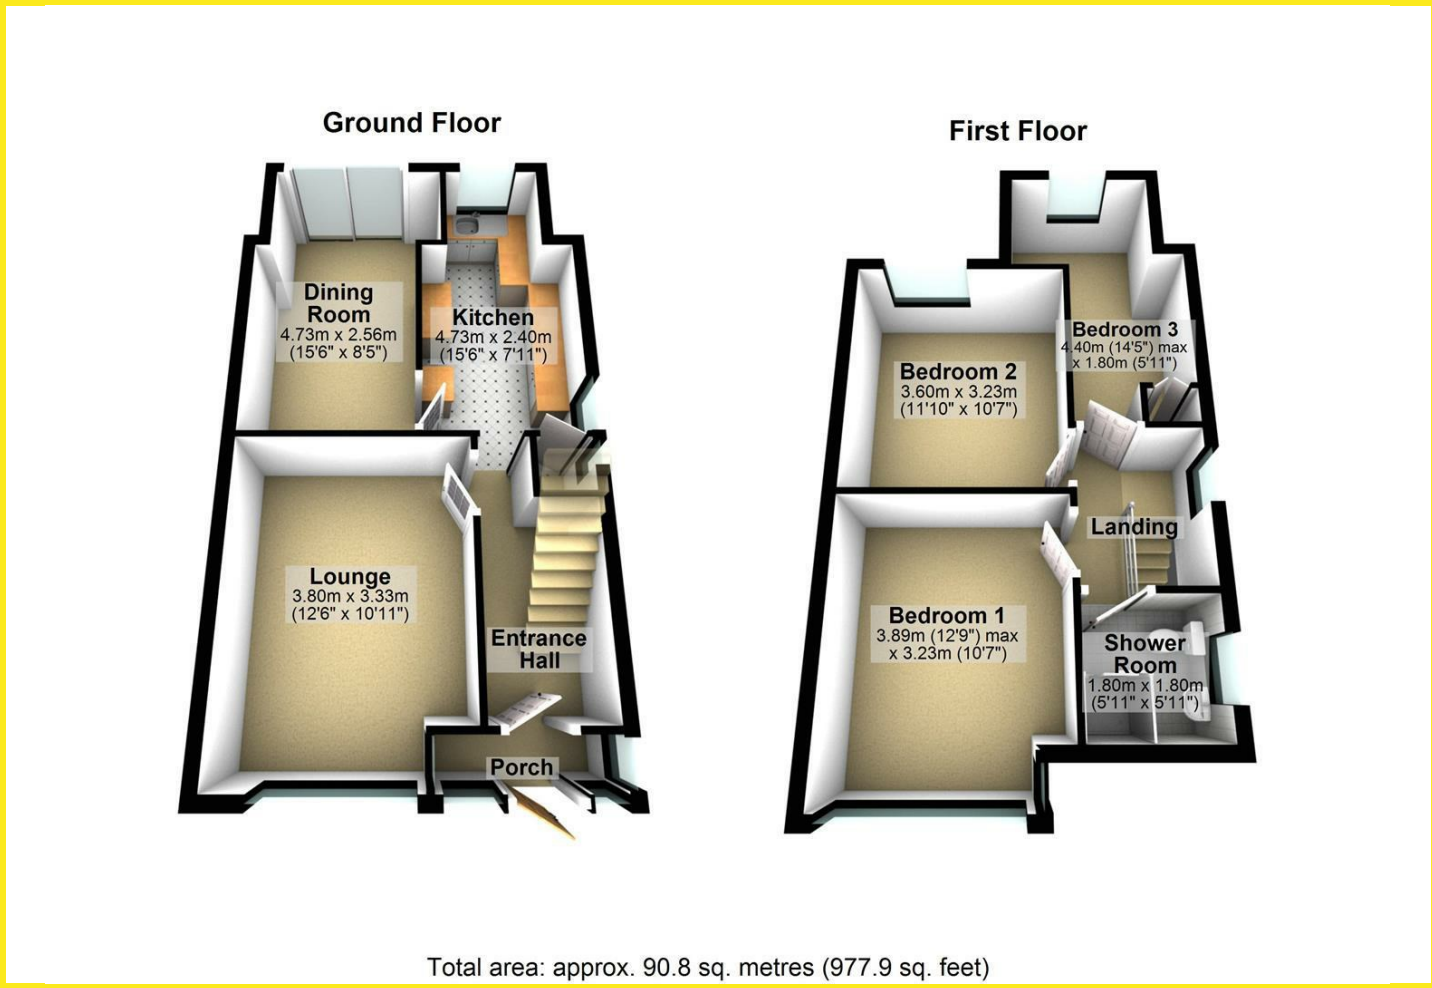 Ground Floor
First Floor
Dining
Room
4.73m x 2.56m
(15'6" x 8'5")
Kitchen
4.73m x 2.40m
(15'6" x 7'11")
Lounge
3.80m x 3.33m
(12'6" x 10'11")
Entrance
Hall
Porch
Bedroom 3
4.40m (14'5") max
x 1.80m (5'11")
Bedroom 2
3.60m x 3.23m
(11'10" x 10'7")
Landing
Bedroom 1
3.89m (12'9") max
x 3.23m (10'7")
Shower
Room
1.80m x 1.80m
(5'11" x 5'11")
Total area: approx. 90.8 sq. metres (977.9 sq. feet)